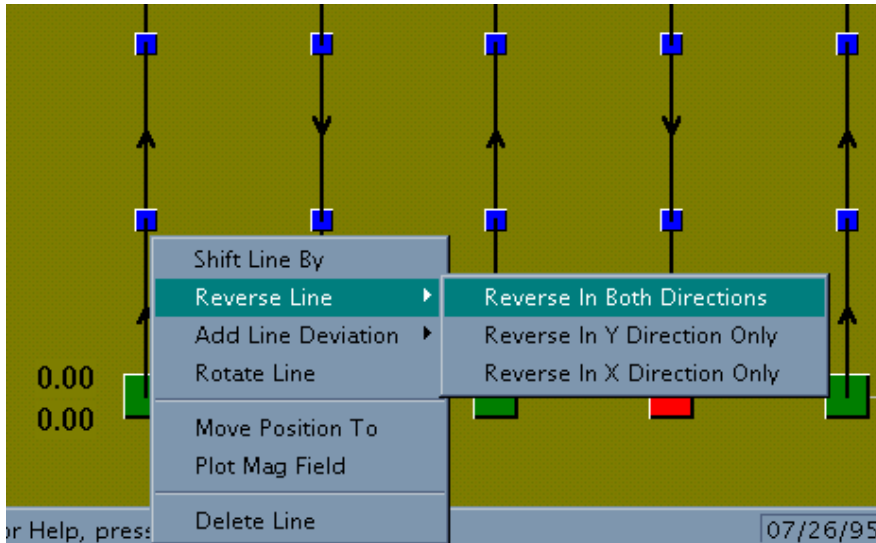 Shift Line By
Reverse Line
Add Line Deviation
Rotate Line
Move Position To
Plot Mag Field
Delete Line
Reverse In Both Directions
Reverse In Y Direction Only
Reverse In X Direction Only
0.00
0.00
or Help, press
07/26/95